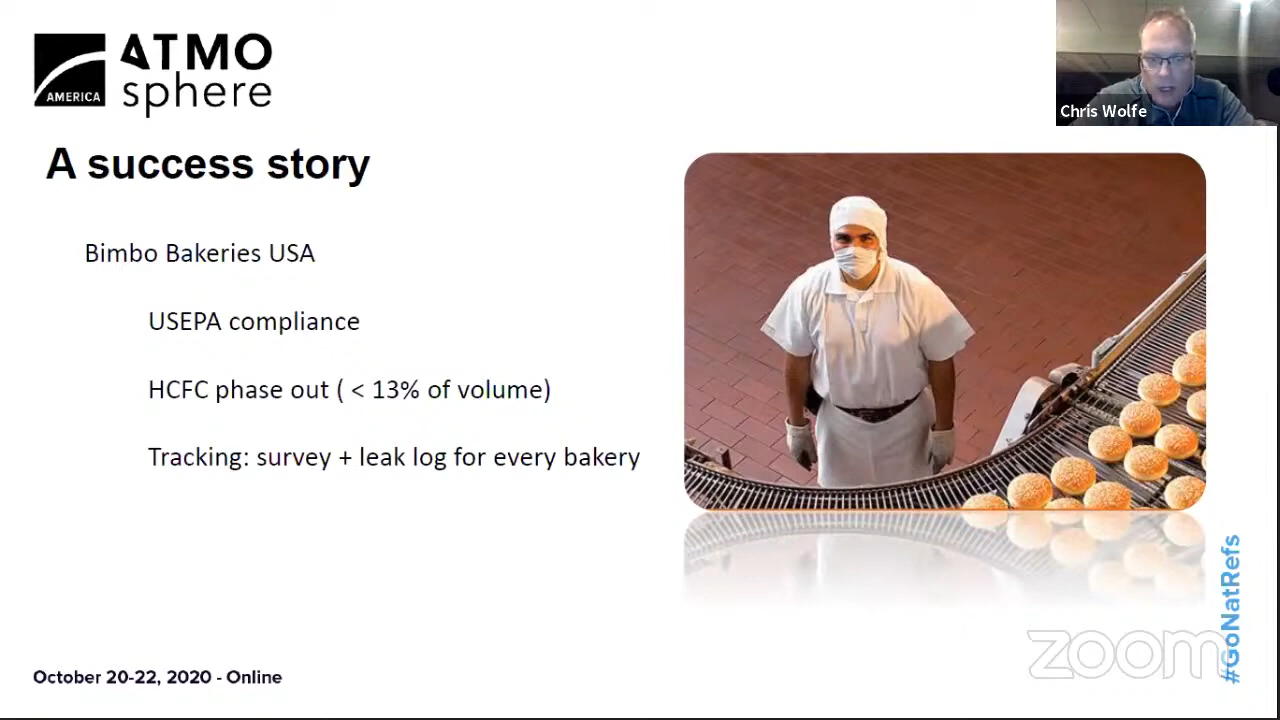 ATMO
sphere
AMERICA
Chris Wolfe
A success story
Bimbo Bakeries USA
USEPA compliance
HCFC phase out ( < 13% of volume)
Tracking: survey + leak log for every bakery
#GoNatRefs
zoom
October 20-22, 2020 - Online